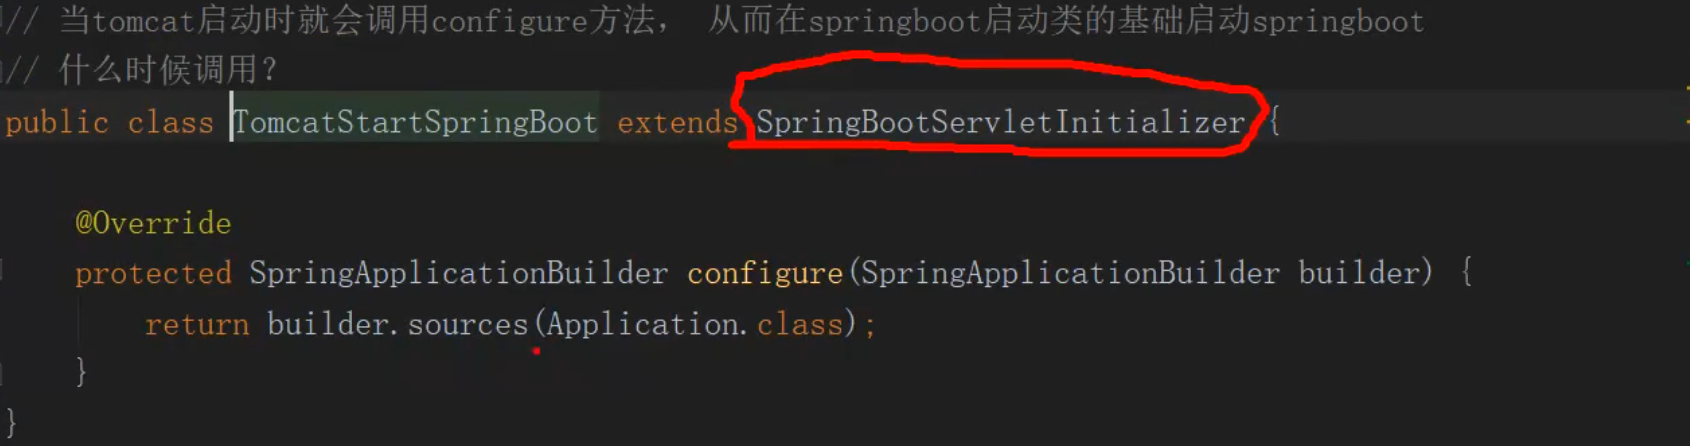 // 当tomcat启动时就会调用configure方法， 从而在springboot启动类的基础启动springboot
// 什么时候调用？
public class TomcatStartSpringBoot extends SpringBootServletInitializer {
@Override
protected SpringApplicationBuilder configure(SpringApplicationBuilder builder) {
return builder.sources(Application.class);
}
}